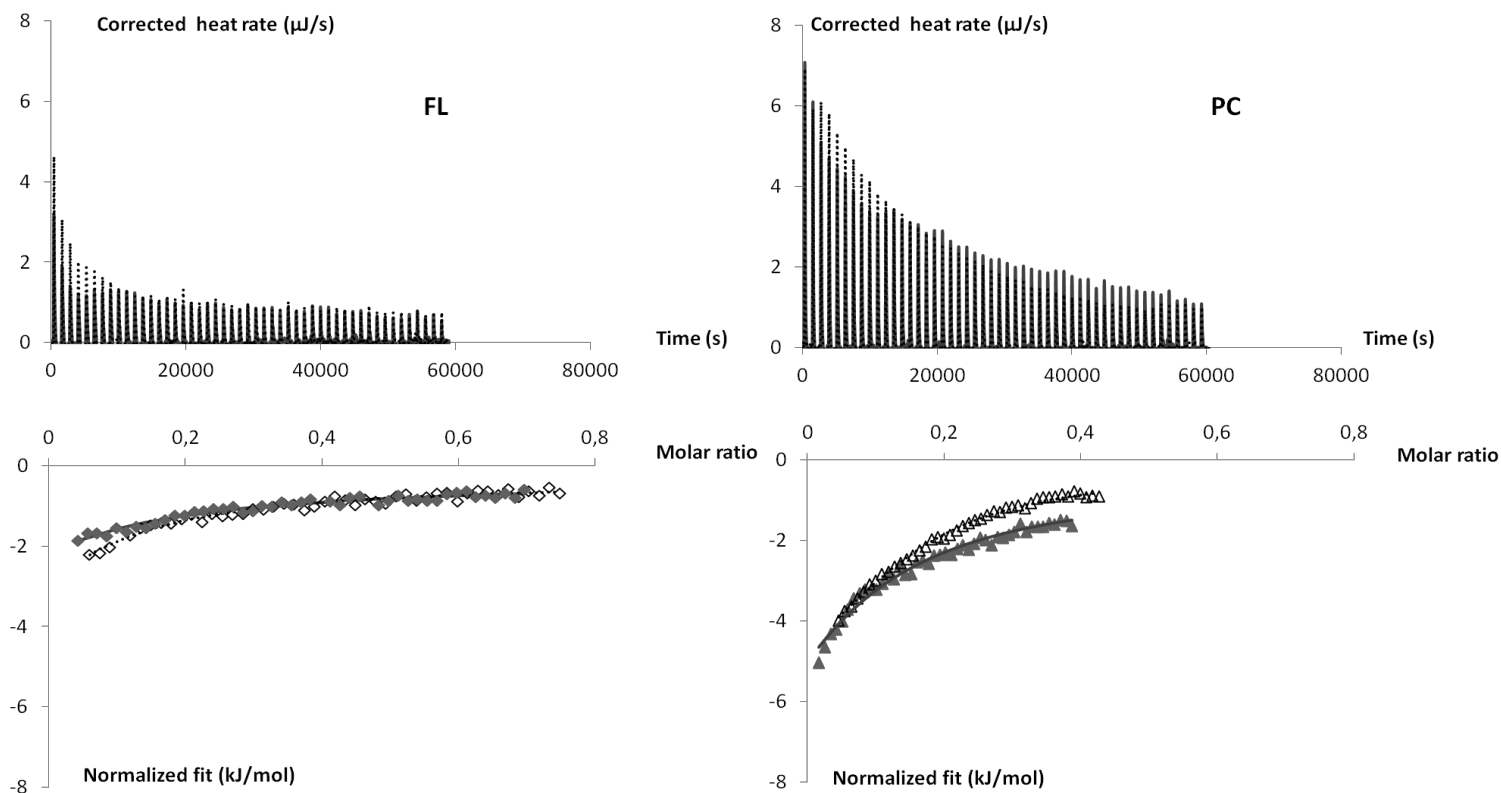 8
Corrected heat rate (µJ/s)
6
FL
4
2
0
Time (s)
0 20000 40000 60000 80000
8
Corrected heat rate (µJ/s)
6
PC
4
2
0
Time (s)
0 20000 40000 60000 80000
0 0,2 0,4 0,6 0,8
Molar ratio
0
-2
-4
-6
Normalized fit (kJ/mol)
-8
0 0,2 0,4 0,6 0,8
Molar ratio
0
-2
-4
-6
Normalized fit (kJ/mol)
-8